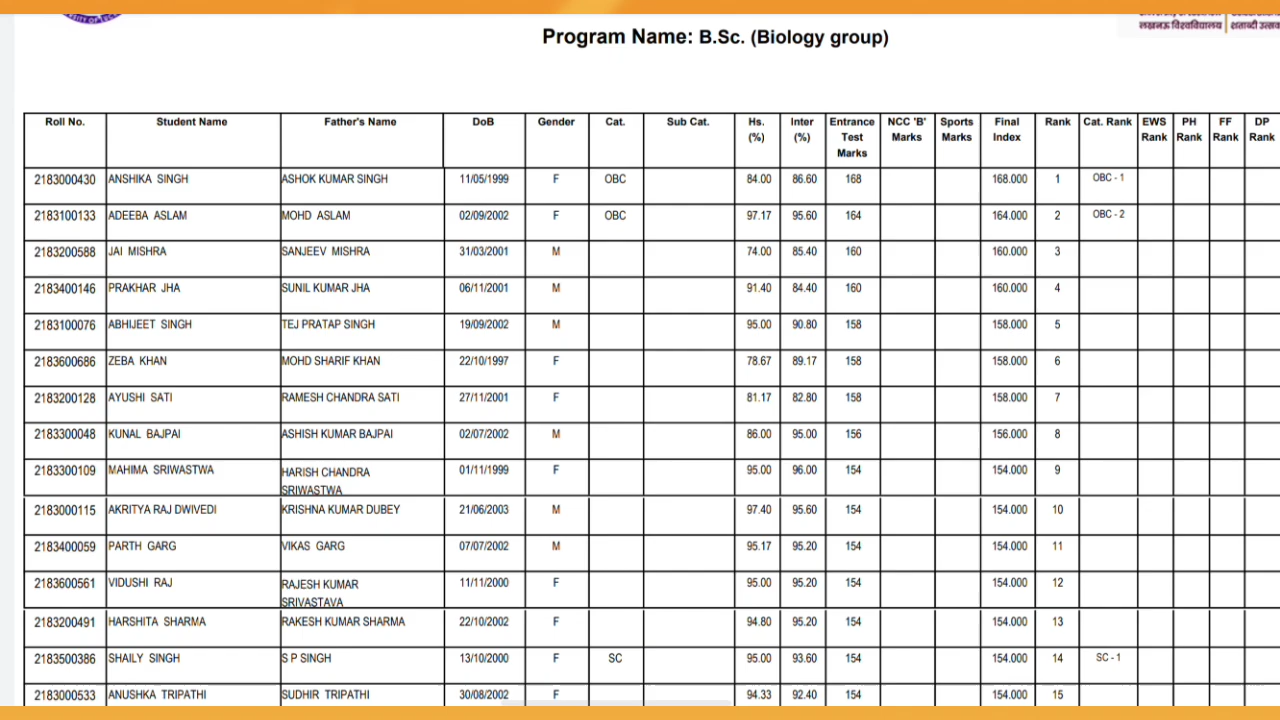 लखनऊ विश्वविद्यालय
Program Name: B.Sc. (Biology group)
Roll No. Student Name Father's Name DoB Gender Cat. Sub Cat. Hs. (%) Inter (%) Entrance Test Marks NCC 'B' Marks Sports Marks Final Index Rank Cat. Rank EWS Rank PH Rank FF Rank DP Rank
2183000430 ANSHIKA SINGH ASHOK KUMAR SINGH 11/05/1999 F OBC 84.00 86.60 168 168.000 1 OBC - 1
2183100133 ADEEBA ASLAM MOHD ASLAM 02/09/2002 F OBC 97.17 95.60 164 164.000 2 OBC - 2
2183200588 JAI MISHRA SANJEEV MISHRA 31/03/2001 M 74.00 85.40 160 160.000 3
2183400146 PRAKHAR JHA SUNIL KUMAR JHA 06/11/2001 M 91.40 84.40 160 160.000 4
2183100076 ABHIJEET SINGH TEJ PRATAP SINGH 19/09/2002 M 95.00 90.80 158 158.000 5
2183600686 ZEBA KHAN MOHD SHARIF KHAN 22/10/1997 F 78.67 89.17 158 158.000 6
2183200128 AYUSHI SATI RAMESH CHANDRA SATI 27/11/2001 F 81.17 82.80 158 158.000 7
2183300048 KUNAL BAJPAI ASHISH KUMAR BAJPAI 02/07/2002 M 86.00 95.00 156 156.000 8
2183300109 MAHIMA SRIWASTWA HARISH CHANDRA SRIWASTWA 01/11/1999 F 95.00 96.00 154 154.000 9
2183000115 AKRITYA RAJ DWIVEDI KRISHNA KUMAR DUBEY 21/06/2003 M 97.40 95.60 154 154.000 10
2183400059 PARTH GARG VIKAS GARG 07/07/2002 M 95.17 95.20 154 154.000 11
2183600561 VIDUSHI RAJ RAJESH KUMAR SRIVASTAVA 11/11/2000 F 95.00 95.20 154 154.000 12
2183200491 HARSHITA SHARMA RAKESH KUMAR SHARMA 22/10/2002 F 94.80 95.20 154 154.000 13
2183500386 SHAILY SINGH S P SINGH 13/10/2000 F SC 95.00 93.60 154 154.000 14 SC - 1
2183000533 ANUSHKA TRIPATHI SUDHIR TRIPATHI 30/08/2002 F 94.33 92.40 154 154.000 15